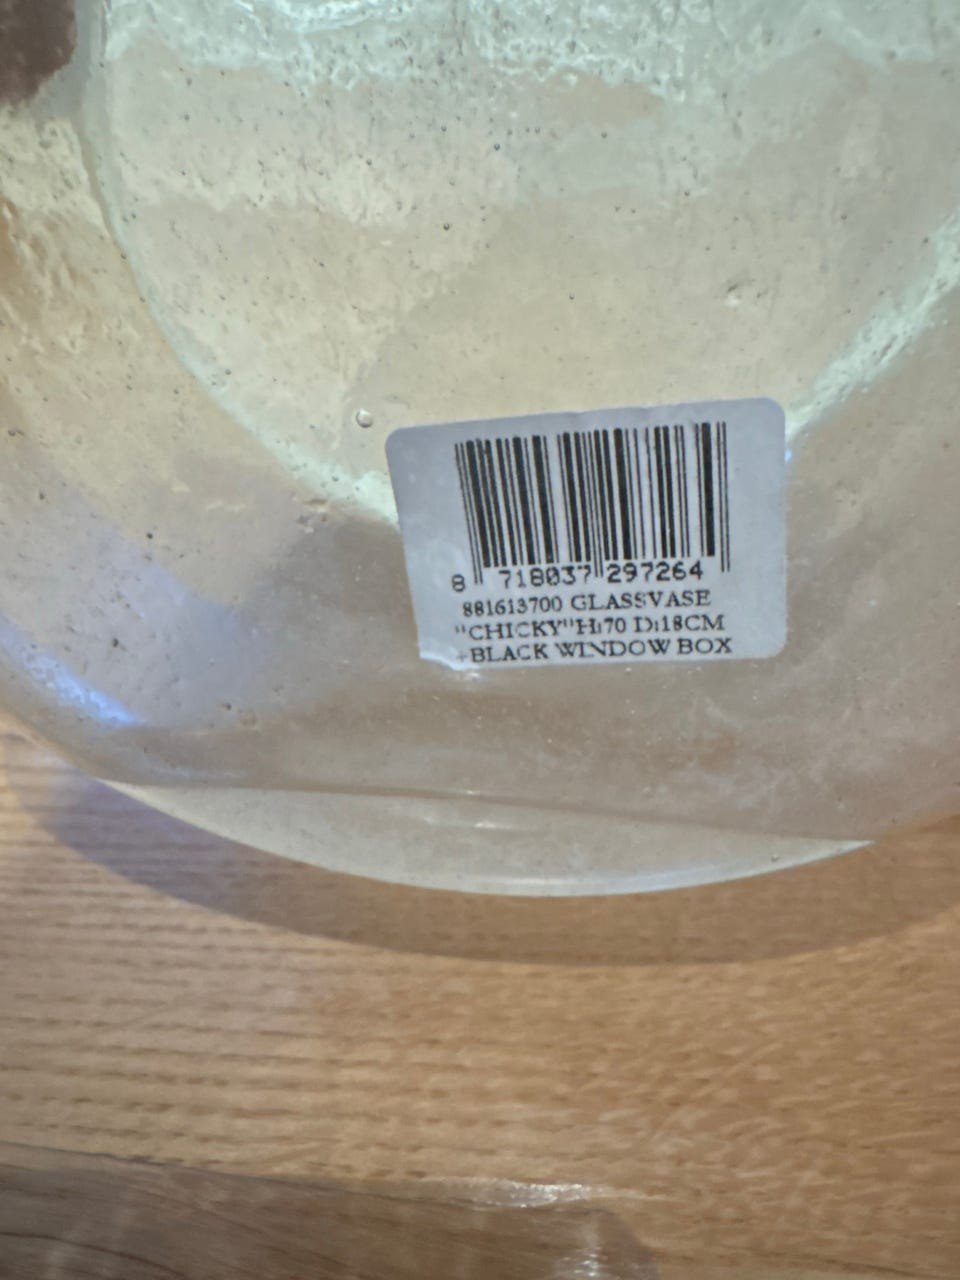 8 718037 297264
881613700 GLASSVASE
"CHICKY"H:70 D:18CM
+BLACK WINDOW BOX